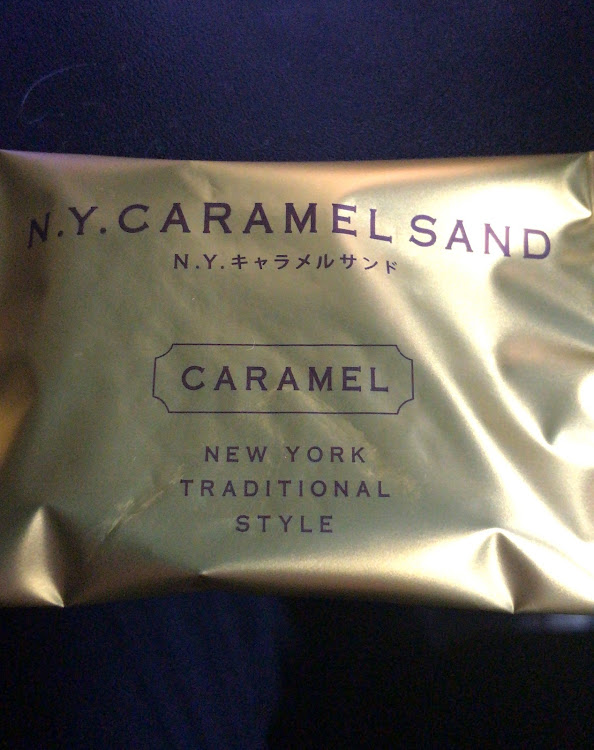 N.Y.CARAMEL SAND
N.Y.キャラメルサンド
CARAMEL
NEW YORK
TRADITIONAL
STYLE